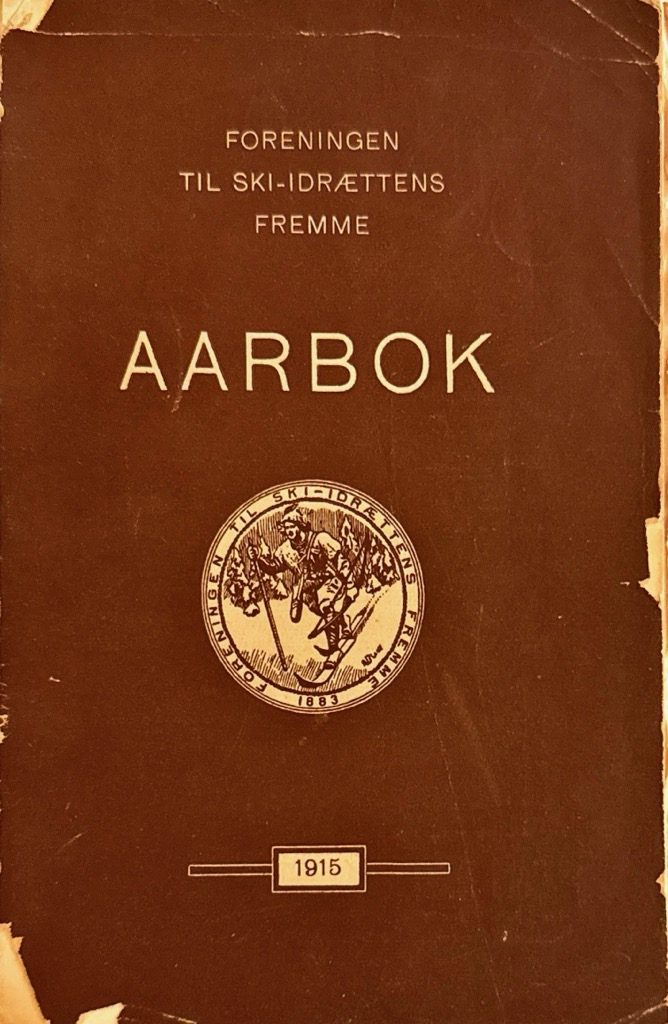 FORENINGEN
TIL SKI-IDRÆTTENS
FREMME
AARBOK
FORENINGEN TIL SKI-IDRÆTTENS FREMME
1883
1915